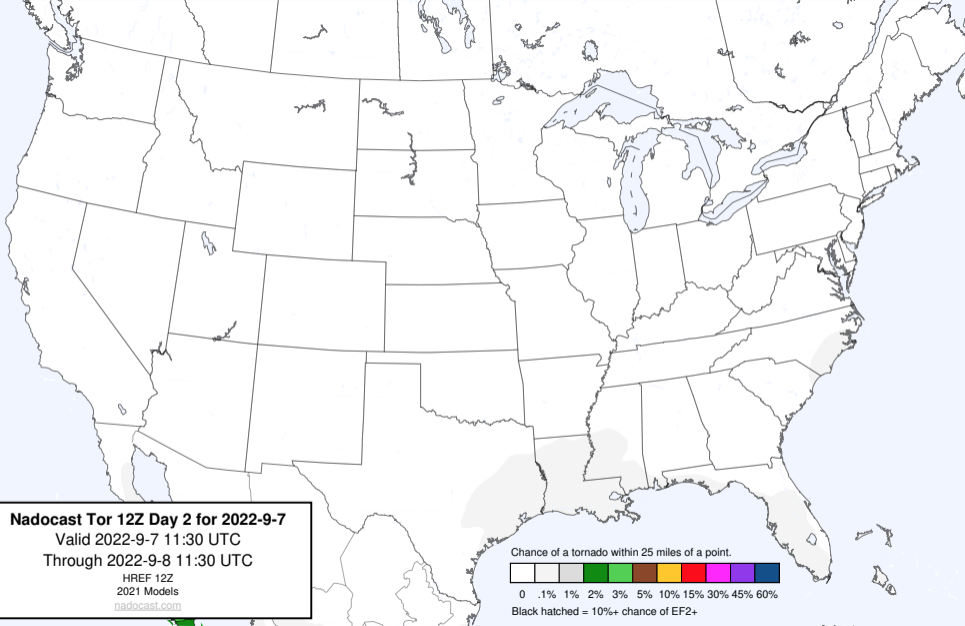 Nadocast Tor 12Z Day 2 for 2022-9-7
Valid 2022-9-7 11:30 UTC
Through 2022-9-8 11:30 UTC
HREF 12Z
2021 Models
nadocast.com
Chance of a tornado within 25 miles of a point.
0 .1% 1% 2% 3% 5% 10% 15% 30% 45% 60%
Black hatched = 10%+ chance of EF2+